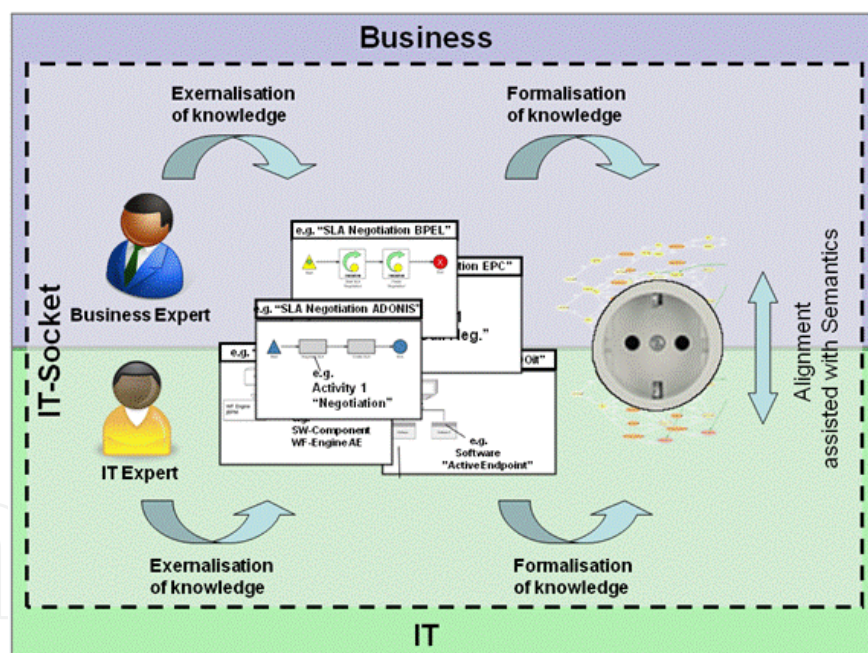 Business
Exernalisation
of knowledge
Formalisation
of knowledge
IT-Socket
Business Expert
IT Expert
e.g. "SLA Negotiation BPEL"
EPC"
e.g. "SLA Negotiation ADONIS"
Neg."
e.g.
Activity 1
"Negotiation"
e.g. "
SW-Component
WF-Engine AE
e.g.
Software
"ActiveEndpoint"
Alignment
assisted with Semantics
Exernalisation
of knowledge
Formalisation
of knowledge
IT